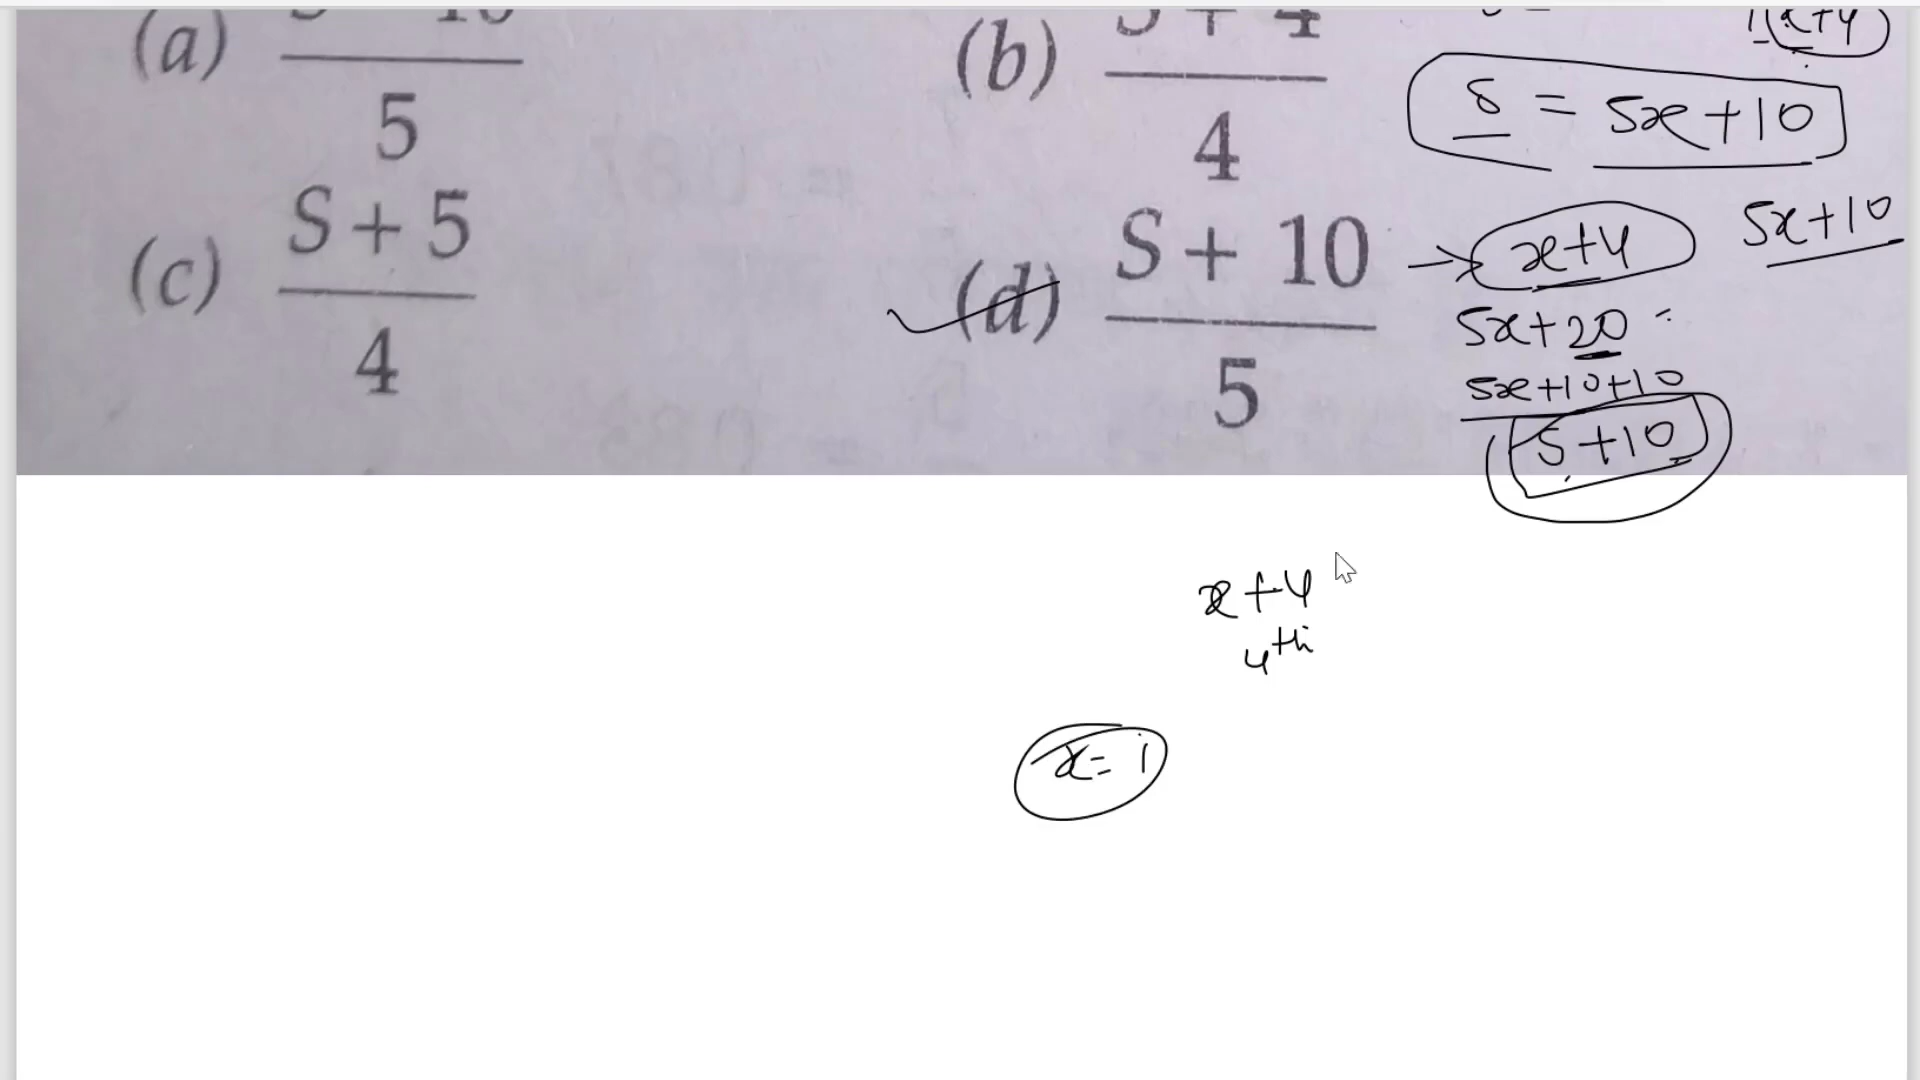 (a) 5
(b) 4
(c) S + 5
4
(d) S + 10
5
x+4
S = 5x+10
x+4 5x+10
5x+20
5x+10+10
S+10
x+4
4th
x= 1